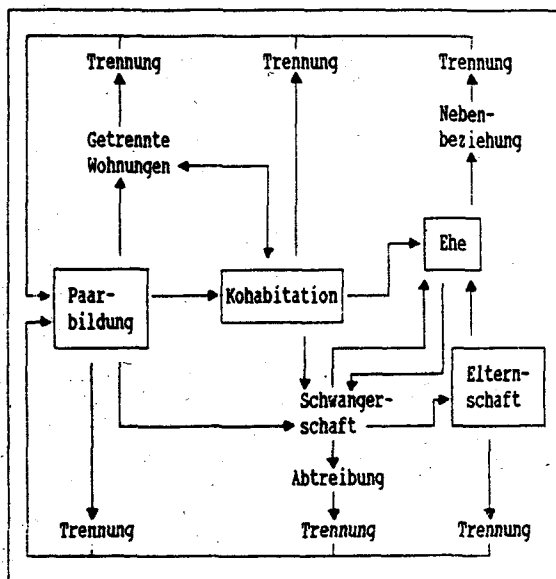 Trennung
Trennung
Trennung
Neben-
beziehung
Getrennte
Wohnungen
Ehe
Paar-
bildung
Kohabitation
Schwanger-
schaft
Eltern-
schaft
Abtreibung
Trennung
Trennung
Trennung